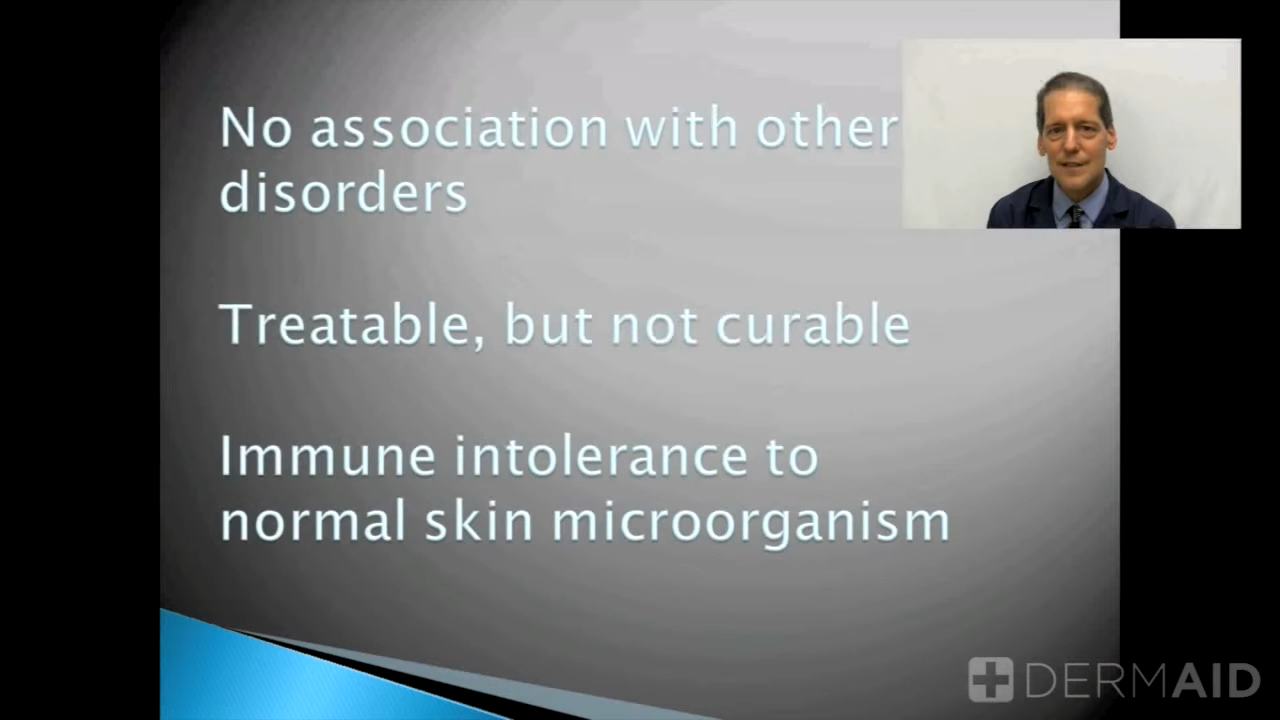 No association with other
disorders
Treatable, but not curable
Immune intolerance to
normal skin microorganism
DERMAID